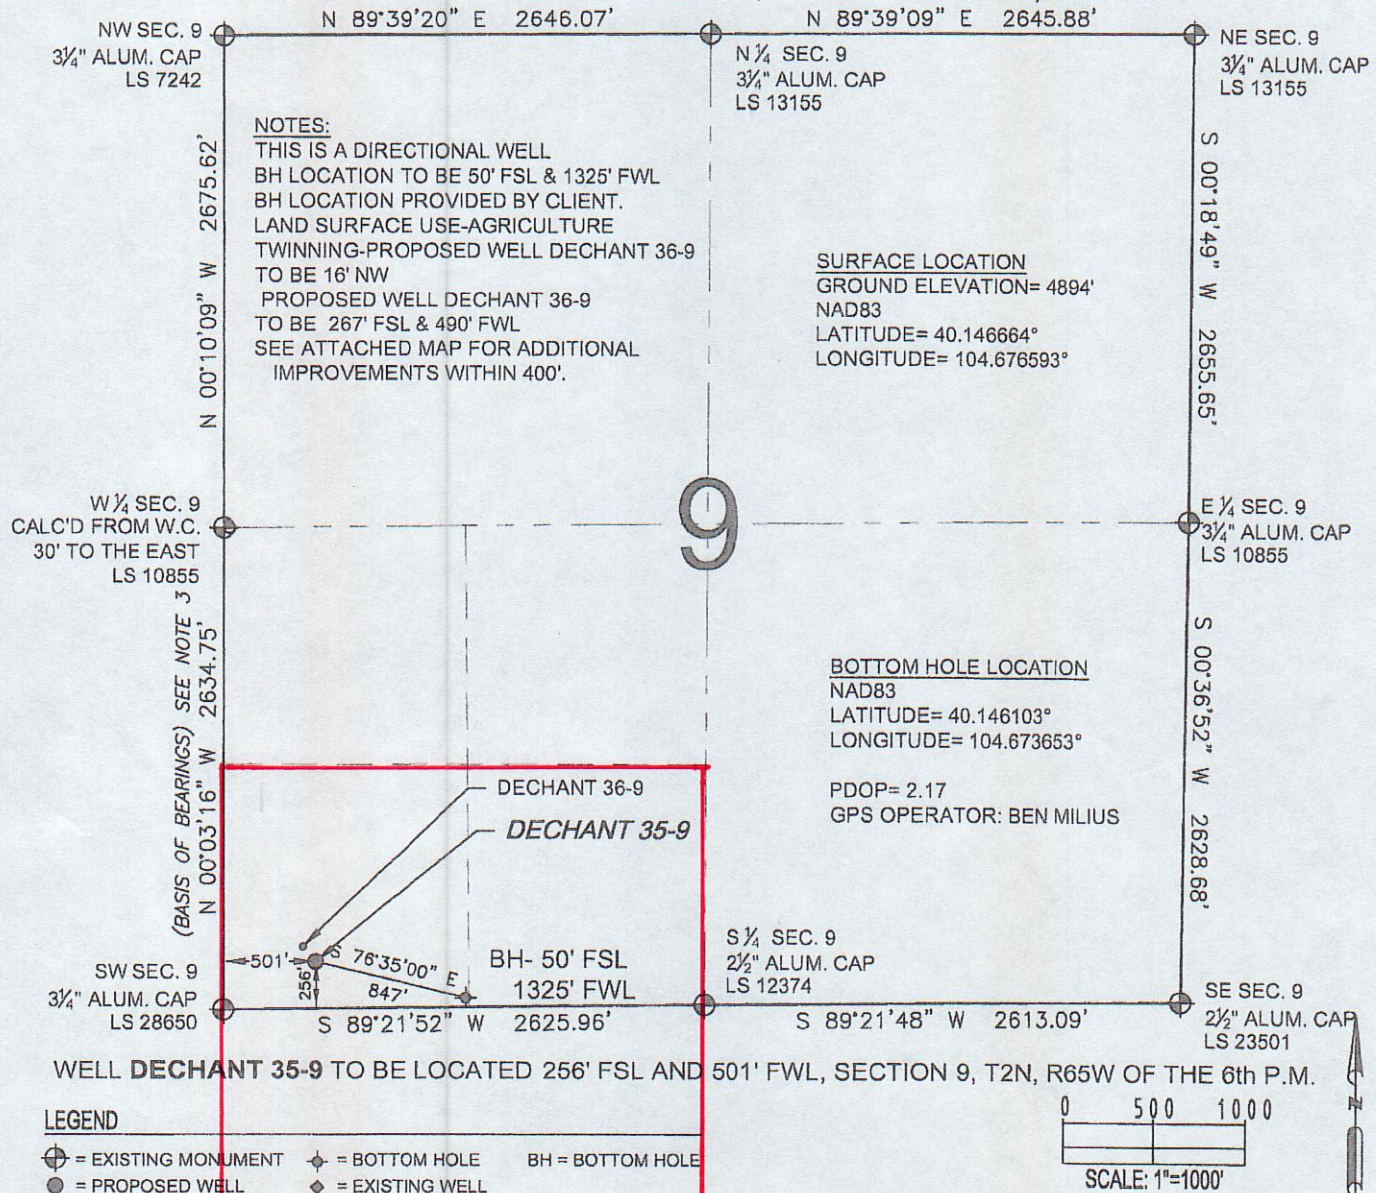 N 89°39'20" E 2646.07'
N 89°39'09" E 2645.88'
NW SEC. 9
3¼" ALUM. CAP
LS 7242
N ¼ SEC. 9
3¼" ALUM. CAP
LS 13155
NE SEC. 9
3¼" ALUM. CAP
LS 13155
NOTES:
THIS IS A DIRECTIONAL WELL
BH LOCATION TO BE 50' FSL & 1325' FWL
BH LOCATION PROVIDED BY CLIENT.
LAND SURFACE USE-AGRICULTURE
TWINNING-PROPOSED WELL DECHANT 36-9
TO BE 16' NW
PROPOSED WELL DECHANT 36-9
TO BE 267' FSL & 490' FWL
SEE ATTACHED MAP FOR ADDITIONAL
IMPROVEMENTS WITHIN 400'.
N 00°10'09" W 2675.62'
SURFACE LOCATION
GROUND ELEVATION= 4894'
NAD83
LATITUDE= 40.146664°
LONGITUDE= 104.676593°
S 00°18'49" W 2655.65'
W ¼ SEC. 9
CALC'D FROM W.C.
30' TO THE EAST
LS 10855
9
E ¼ SEC. 9
3¼" ALUM. CAP
LS 10855
(BASIS OF BEARINGS) SEE NOTE 3
N 00°03'16" W 2634.75'
BOTTOM HOLE LOCATION
NAD83
LATITUDE= 40.146103°
LONGITUDE= 104.673653°
PDOP= 2.17
GPS OPERATOR: BEN MILIUS
S 00°36'52" W 2628.68'
DECHANT 36-9
DECHANT 35-9
501'
256'
S 76°35'00" E
847'
BH- 50' FSL
1325' FWL
SW SEC. 9
3¼" ALUM. CAP
LS 28650
S ¼ SEC. 9
2½" ALUM. CAP
LS 12374
SE SEC. 9
2½" ALUM. CAP
LS 23501
S 89°21'52" W 2625.96'
S 89°21'48" W 2613.09'
WELL DECHANT 35-9 TO BE LOCATED 256' FSL AND 501' FWL, SECTION 9, T2N, R65W OF THE 6th P.M.
LEGEND
= EXISTING MONUMENT = BOTTOM HOLE BH = BOTTOM HOLE
= PROPOSED WELL = EXISTING WELL
0 500 1000
SCALE: 1"=1000'
N